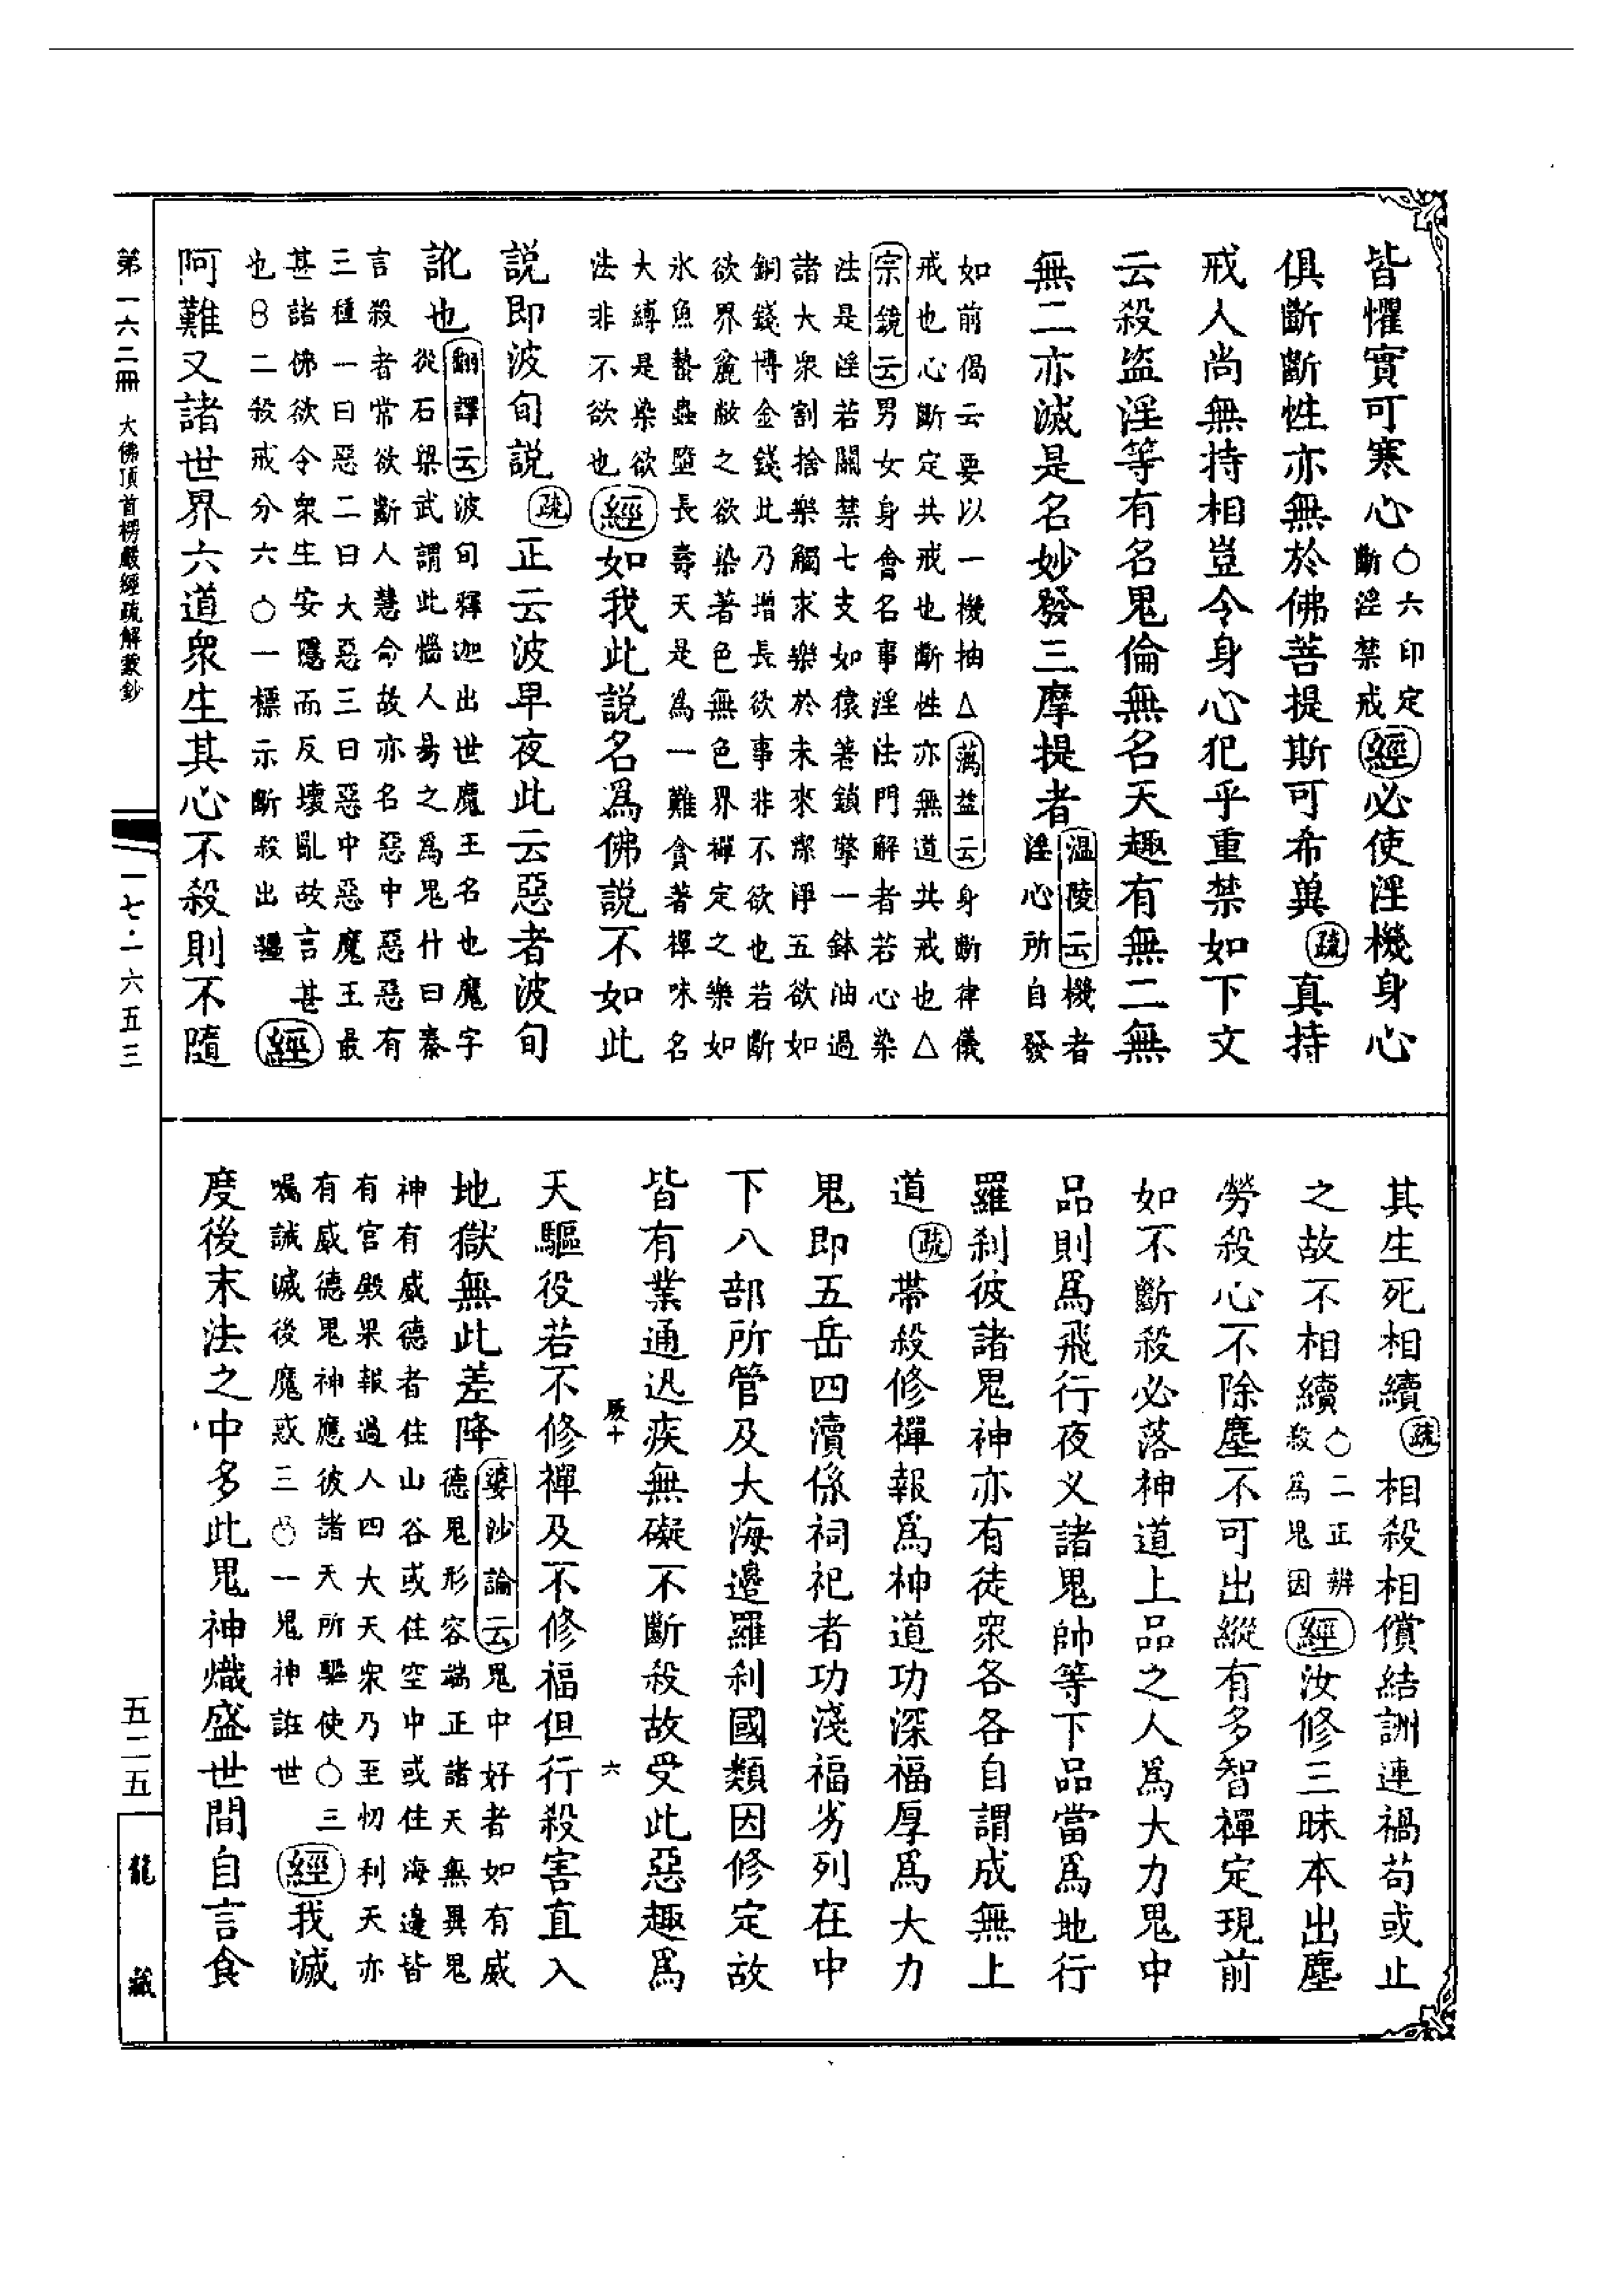 皆懼實可寒心○六印定斷淫禁戒經必使淫機身心
俱斷斷性亦無於佛菩提斯可希冀疏真持
戒人尚無持相豈令身心犯乎重禁如下文
云殺盜淫等有名鬼倫無名天趣有無二無
無二亦滅是名妙發三摩提者溫陵云機者淫心所自發
如前偈云要以一機抽△蕅益云身斷律儀
戒也心斷定共戒也斷性亦無道共戒也△
宗鏡云男女身會名事淫法門解者若心染
法是淫若關禁七支如猿著鎖擎一鉢油過
諸大衆割捨樂觸求樂於未來潔淨五欲如
銅錢博金錢此乃增長欲事非不欲也若斷
欲界麄敝之欲染著色無色界禪定之樂如
氷魚蟄蟲墮長壽天是爲一難貪著禪味名
大縛是染欲
法非不欲也經如我此說名爲佛說不如此
說即波旬說疏正云波卑夜此云惡者波旬
訛也翻譯云波旬釋迦出世魔王名也魔字
從石梁武謂此惱人易之爲鬼什曰秦
言殺者常欲斷人慧命故亦名惡中惡惡有
三種一曰惡二曰大惡三曰惡中惡魔王最
甚諸佛欲令衆生安隱而反壞亂故言甚
也○○二殺戒分六○一標示斷殺出纏經
阿難又諸世界六道衆生其心不殺則不隨
其生死相續疏相殺相償結讎連禍苟或止
之故不相續○二正辨殺爲鬼因經汝修三昧本出塵
勞殺心不除塵不可出縱有多智禪定現前
如不斷殺必落神道上品之人爲大力鬼中
品則爲飛行夜叉諸鬼帥等下品當爲地行
羅刹彼諸鬼神亦有徒衆各各自謂成無上
道疏帶殺修禪報爲神道功深福厚爲大力
鬼即五岳四瀆係祠祀者功淺福劣列在中
下八部所管及大海邊羅刹國類因修定故
皆有業通迅疾無礙不斷殺故受此惡趣爲
天驅役若不修禪及不修福但行殺害直入
地獄無此差降婆沙論云鬼中好者如有威
德鬼形容端正諸天無異鬼
神有威德者住山谷或住空中或住海邊皆
有宮殿果報過人四大天衆乃至忉利天亦
有威德鬼神應彼諸天所驅使○三
囑誡滅後魔惑三○一鬼神誑世經我滅
度後末法之中多此鬼神熾盛世間自言食
第一六二冊　大佛頂首楞嚴經疏解蒙鈔
一七·一六五三
五二五
龍藏
六